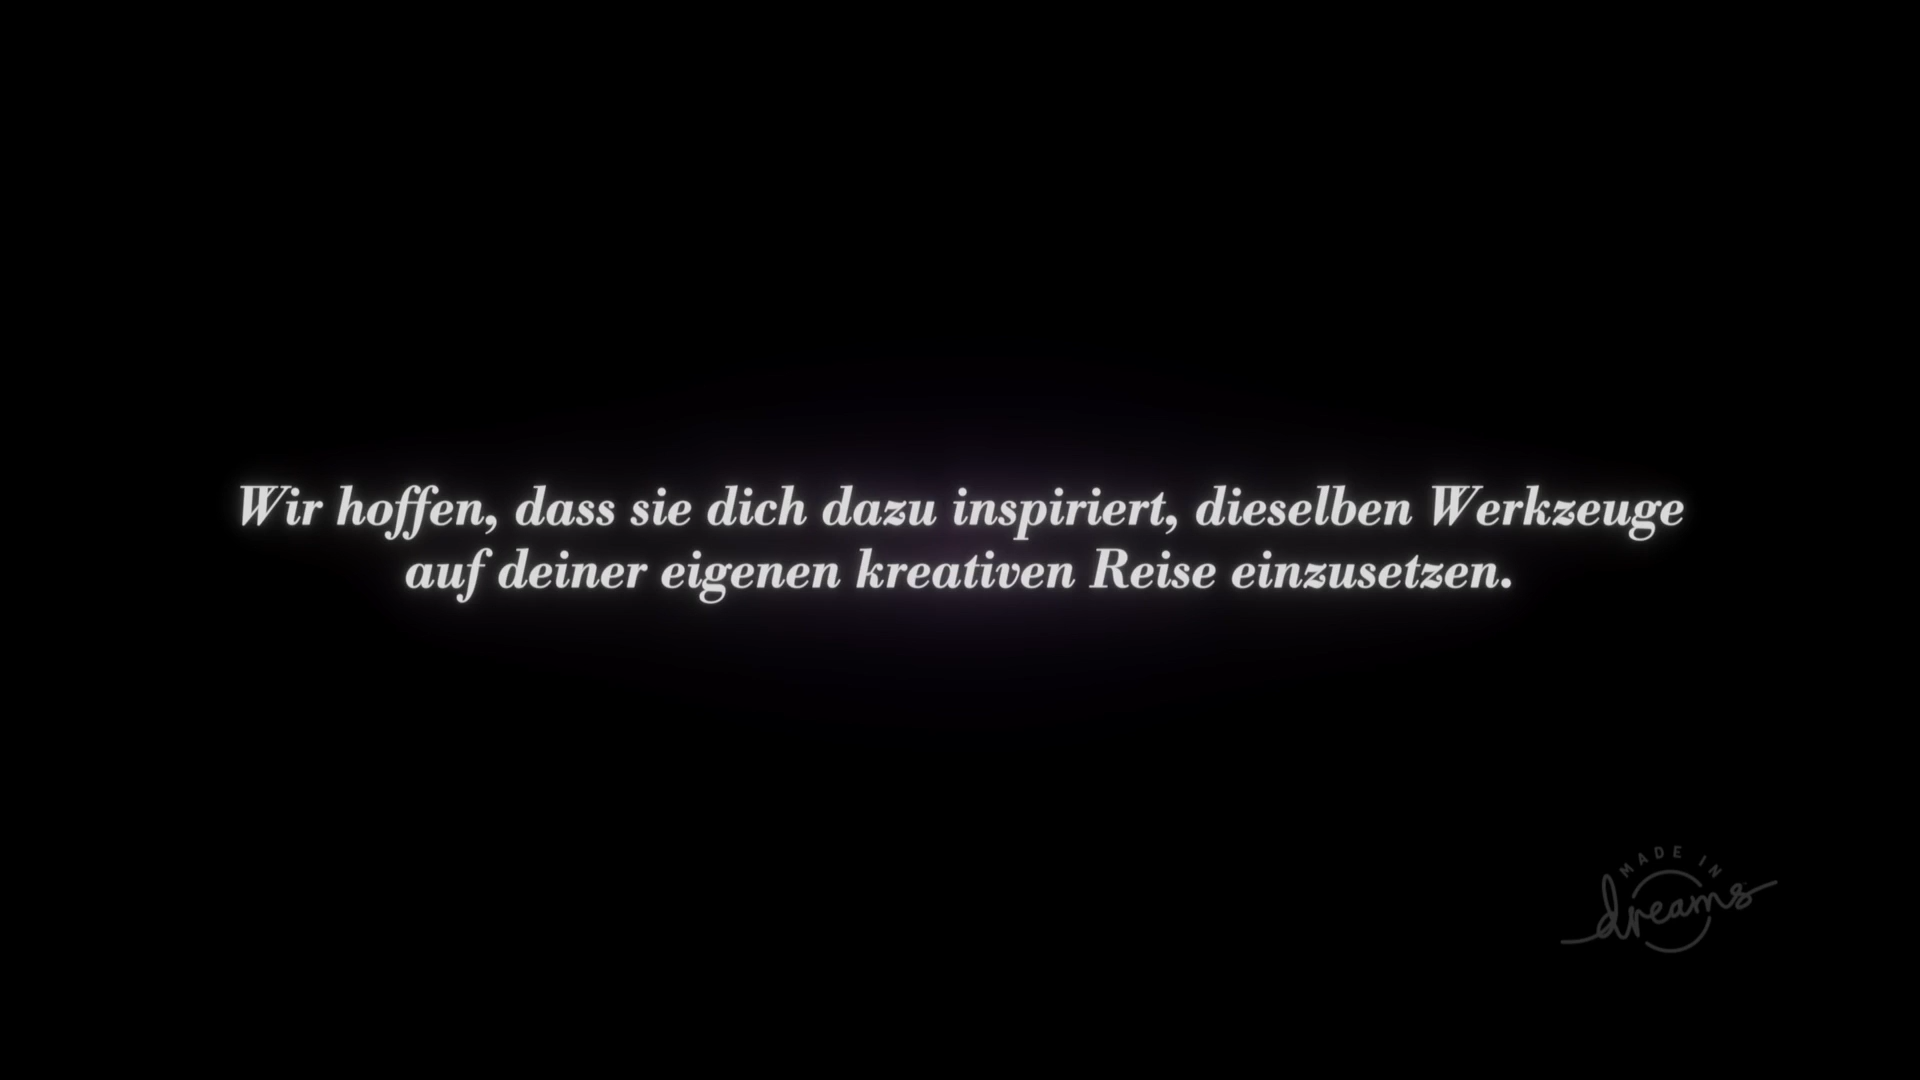 Wir hoffen, dass sie dich dazu inspiriert, dieselben Werkzeuge
auf deiner eigenen kreativen Reise einzusetzen.
MADE IN
dreams